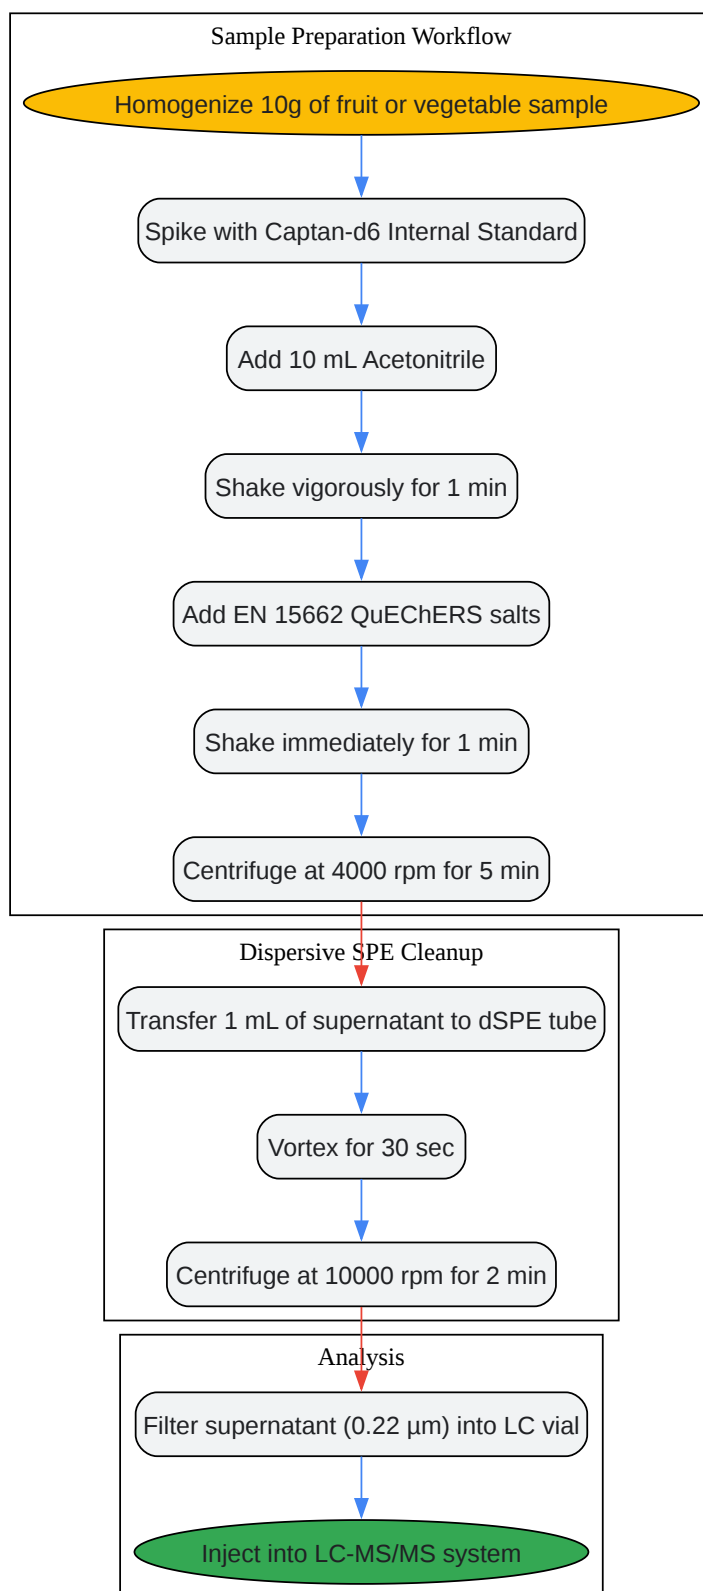 Sample Preparation Workflow
Homogenize 10g of fruit or vegetable sample
Spike with Captan-d6 Internal Standard
Add 10 mL Acetonitrile
Shake vigorously for 1 min
Add EN 15662 QuEChERS salts
Shake immediately for 1 min
Centrifuge at 4000 rpm for 5 min
Dispersive SPE Cleanup
Transfer 1 mL of supernatant to dSPE tube
Vortex for 30 sec
Centrifuge at 10000 rpm for 2 min
Analysis
Filter supernatant (0.22 µm) into LC vial
Inject into LC-MS/MS system